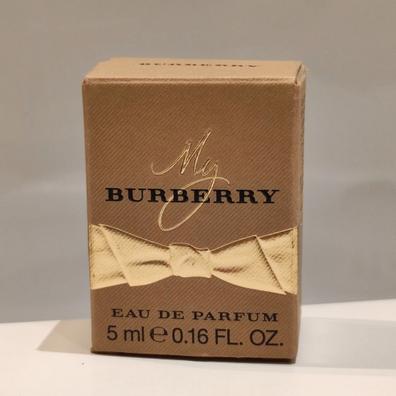 BURBERRY
My
BURBERRY
EAU DE PARFUM
5 ml ℮ 0.16 FL. OZ.